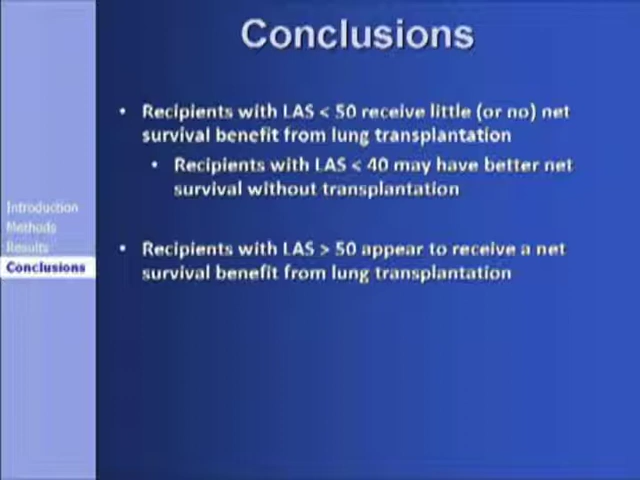 Conclusions
• Recipients with LAS < 50 receive little (or no) net
survival benefit from lung transplantation
• Recipients with LAS < 40 may have better net
survival without transplantation
• Recipients with LAS > 50 appear to receive a net
survival benefit from lung transplantation
Introduction
Methods
Results
Conclusions